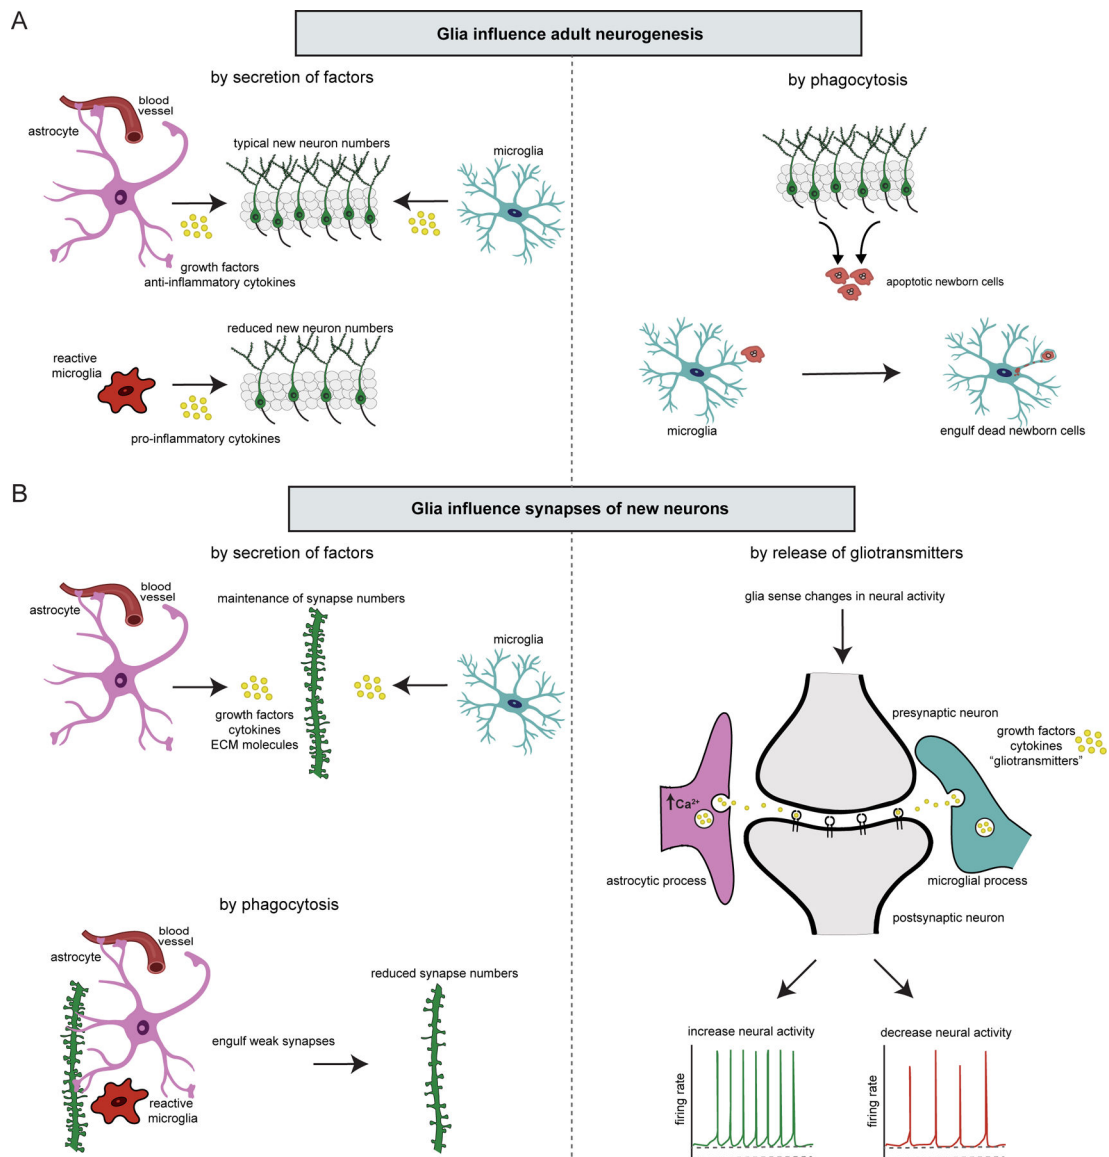 A
Glia influence adult neurogenesis
by secretion of factors
blood
vessel
astrocyte
typical new neuron numbers
microglia
growth factors
anti-inflammatory cytokines
reduced new neuron numbers
reactive
microglia
pro-inflammatory cytokines
by phagocytosis
apoptotic newborn cells
microglia
engulf dead newborn cells
B
Glia influence synapses of new neurons
by secretion of factors
blood
vessel
astrocyte
maintenance of synapse numbers
microglia
growth factors
cytokines
ECM molecules
by phagocytosis
blood
vessel
astrocyte
reduced synapse numbers
engulf weak synapses
reactive
microglia
by release of gliotransmitters
glia sense changes in neural activity
presynaptic neuron
growth factors
cytokines
“gliotransmitters”
↑Ca²⁺
astrocytic process
microglial process
postsynaptic neuron
increase neural activity
firing rate
decrease neural activity
firing rate